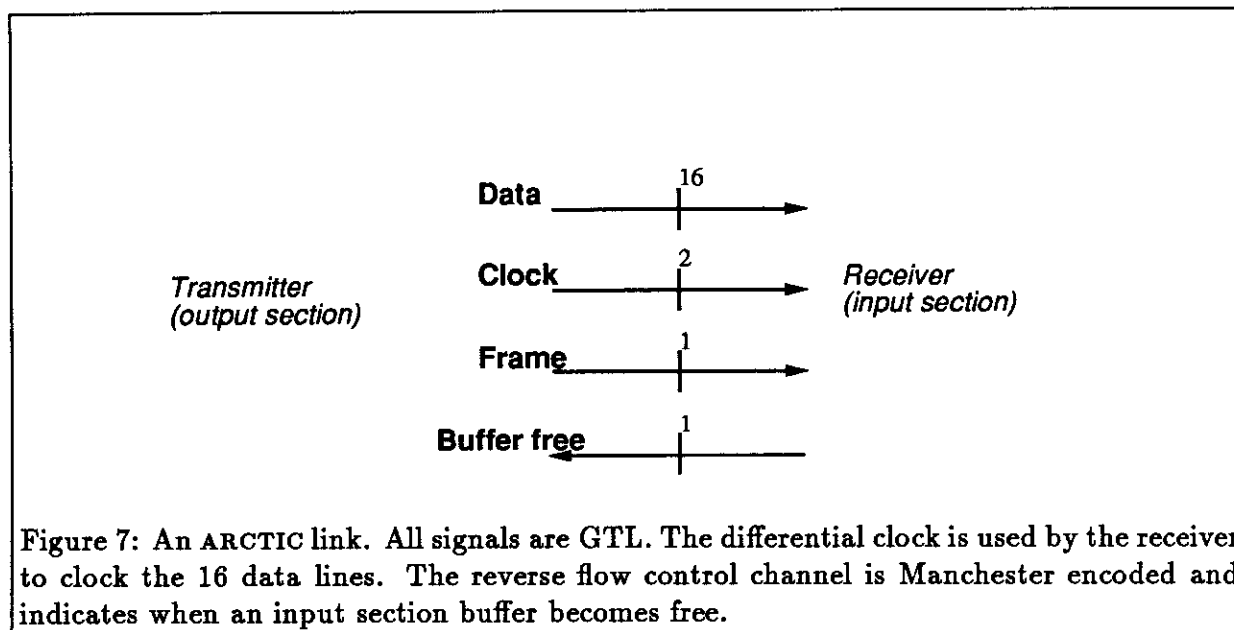 Data
16
Clock
2
Transmitter
(output section)
Receiver
(input section)
Frame
1
Buffer free
1
Figure 7: An ARCTIC link. All signals are GTL. The differential clock is used by the receiver
to clock the 16 data lines. The reverse flow control channel is Manchester encoded and
indicates when an input section buffer becomes free.